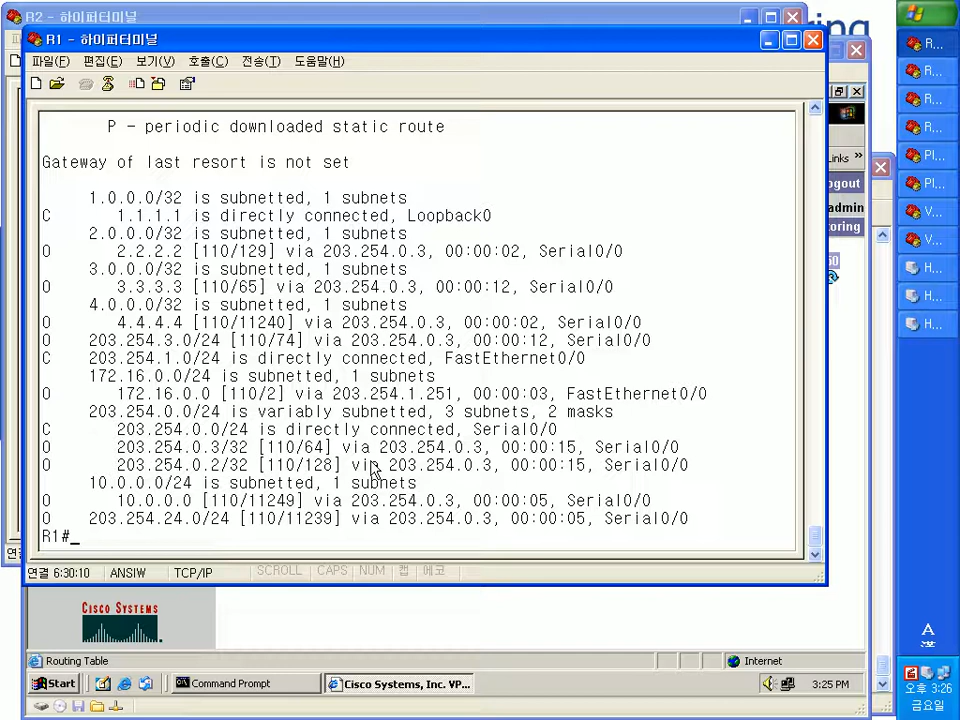 R2 - 하이퍼터미널
ring
R1 - 하이퍼터미널
파일(F) 편집(E) 보기(V) 호출(C) 전송(T) 도움말(H)
P - periodic downloaded static route
Gateway of last resort is not set
1.0.0.0/32 is subnetted, 1 subnets
C 1.1.1.1 is directly connected, Loopback0
2.0.0.0/32 is subnetted, 1 subnets
O 2.2.2.2 [110/129] via 203.254.0.3, 00:00:02, Serial0/0
3.0.0.0/32 is subnetted, 1 subnets
O 3.3.3.3 [110/65] via 203.254.0.3, 00:00:12, Serial0/0
4.0.0.0/32 is subnetted, 1 subnets
O 4.4.4.4 [110/11240] via 203.254.0.3, 00:00:02, Serial0/0
O 203.254.3.0/24 [110/74] via 203.254.0.3, 00:00:12, Serial0/0
C 203.254.1.0/24 is directly connected, FastEthernet0/0
172.16.0.0/24 is subnetted, 1 subnets
O 172.16.0.0 [110/2] via 203.254.1.251, 00:00:03, FastEthernet0/0
203.254.0.0/24 is variably subnetted, 3 subnets, 2 masks
C 203.254.0.0/24 is directly connected, Serial0/0
O 203.254.0.3/32 [110/64] via 203.254.0.3, 00:00:15, Serial0/0
O 203.254.0.2/32 [110/128] via 203.254.0.3, 00:00:15, Serial0/0
10.0.0.0/24 is subnetted, 1 subnets
O 10.0.0.0 [110/11249] via 203.254.0.3, 00:00:05, Serial0/0
O 203.254.24.0/24 [110/11239] via 203.254.0.3, 00:00:05, Serial0/0
R1#_
연결 6:30:10 ANSIW TCP/IP SCROLL CAPS NUM 캡 에코
연결
Links »
ogout
admin
toring
50
CISCO SYSTEMS
Routing Table Internet
Start Command Prompt Cisco Systems, Inc. VP... 3:25 PM
R...
R...
R...
R...
Pl...
Pl...
V...
V...
H...
H...
H...
A
漢
오후 3:26
금요일